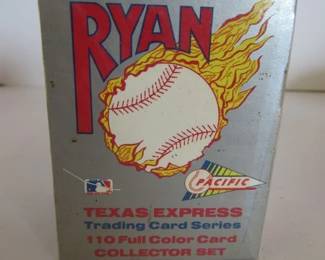 RYAN
PACIFIC
TEXAS EXPRESS
Trading Card Series
110 Full Color Card
COLLECTOR SET